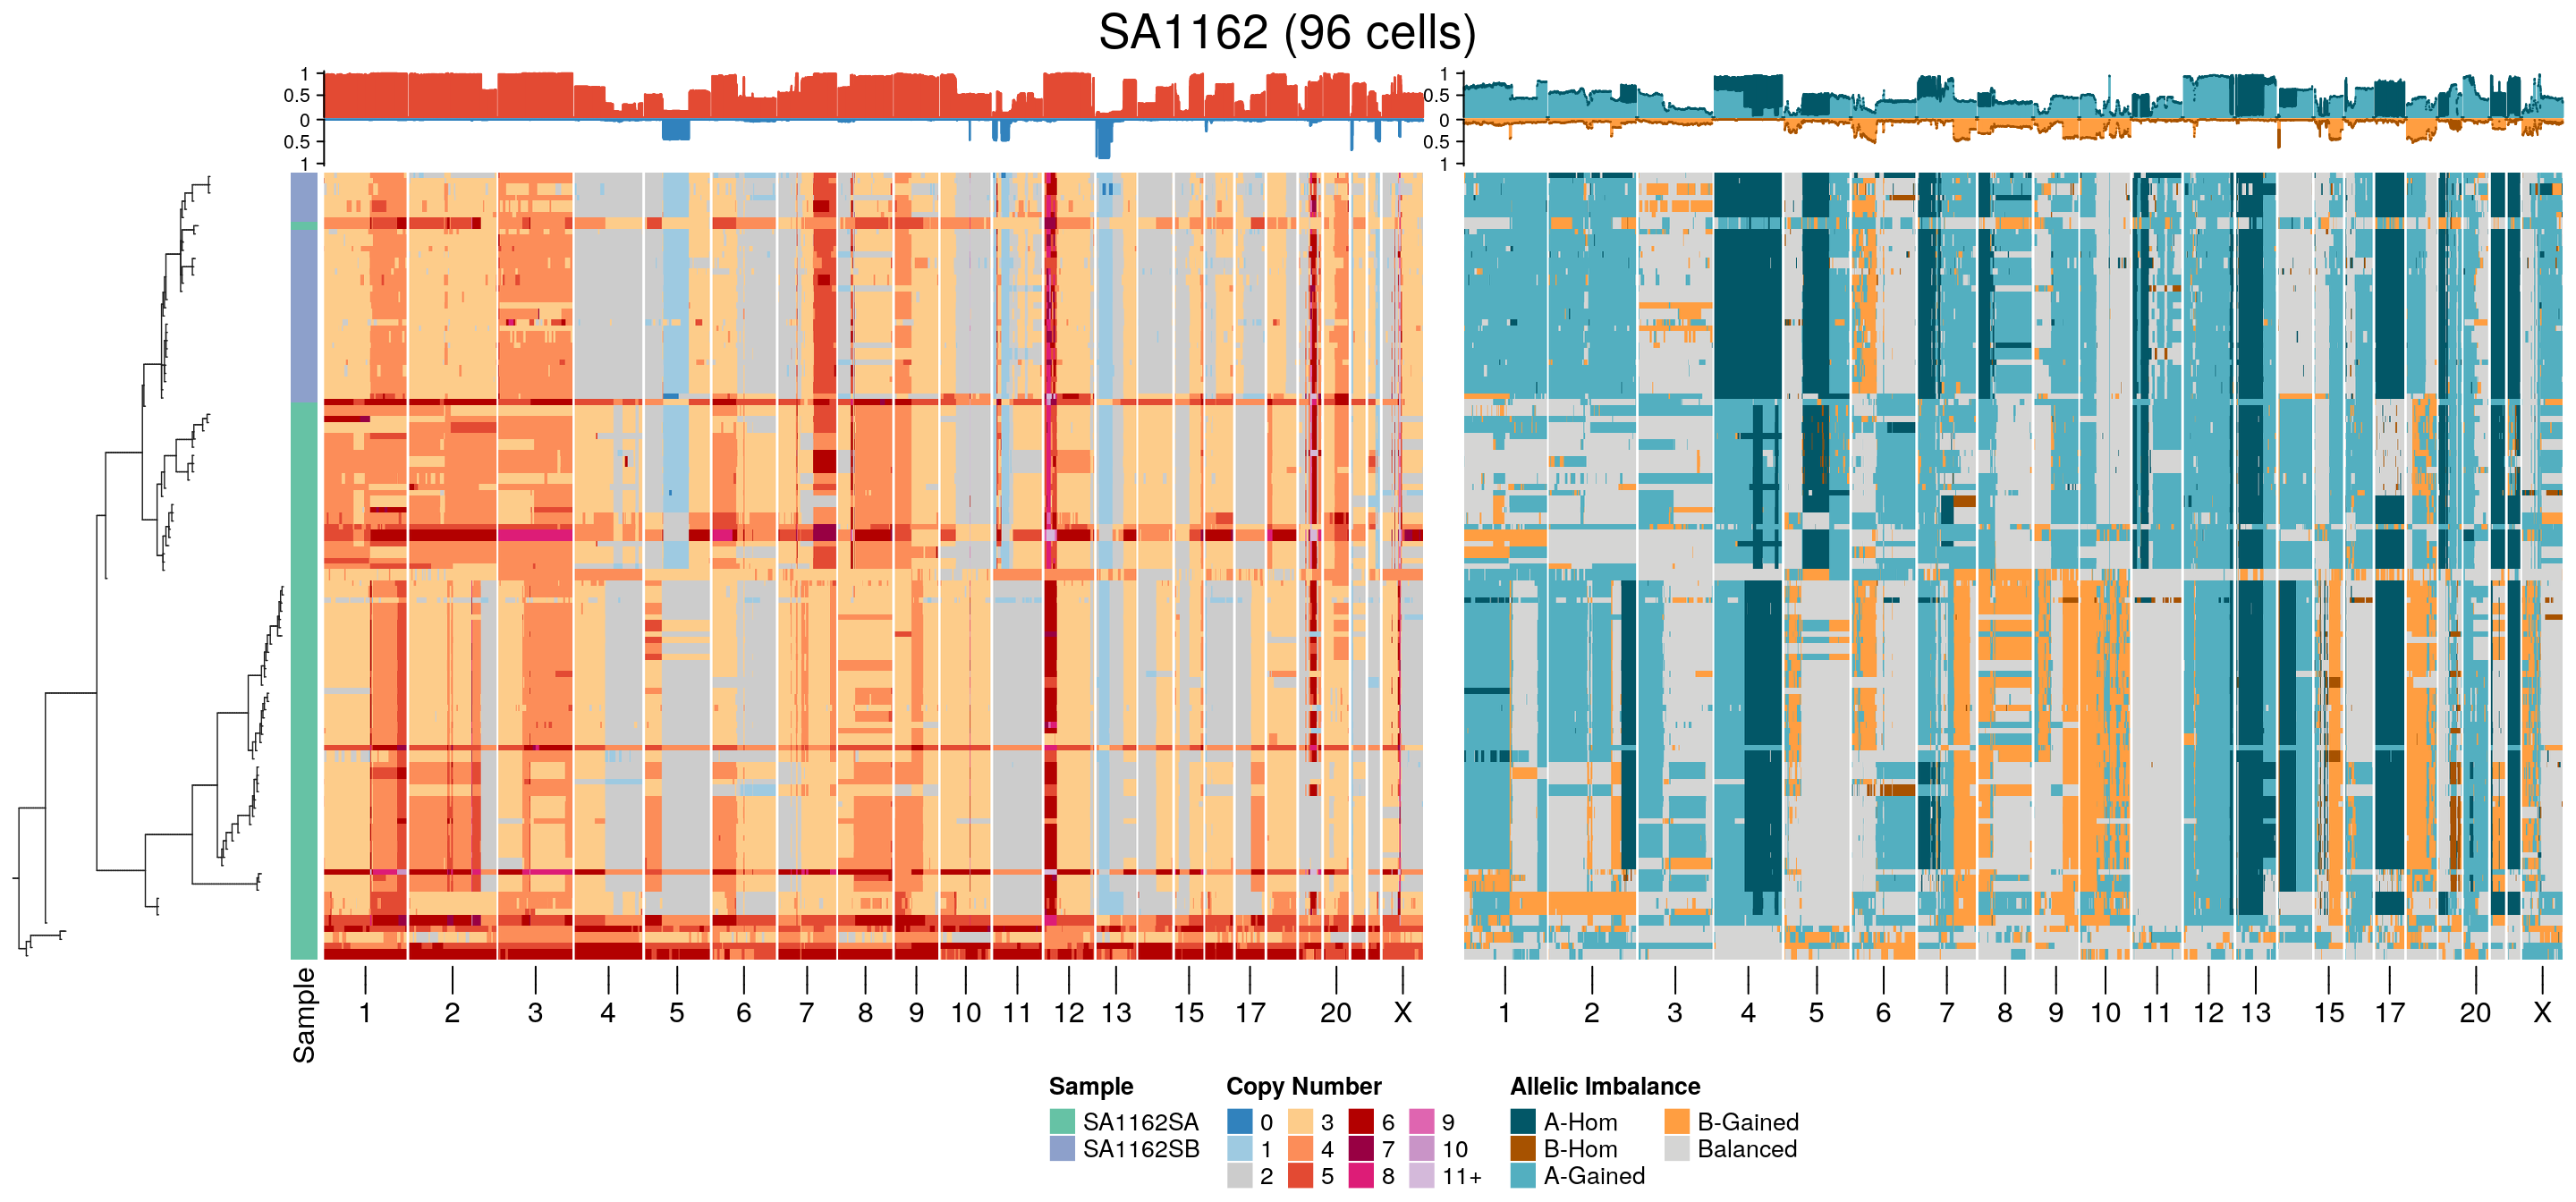 SA1162 (96 cells)
1
0.5
0
0.5
1
1
0.5
0
0.5
1
Sample
1 2 3 4 5 6 7 8 9 10 11 12 13 15 17 20 X
1 2 3 4 5 6 7 8 9 10 11 12 13 15 17 20 X
Sample
SA1162SA
SA1162SB
Copy Number
0 3 6 9
1 4 7 10
2 5 8 11+
Allelic Imbalance
A-Hom B-Gained
B-Hom Balanced
A-Gained